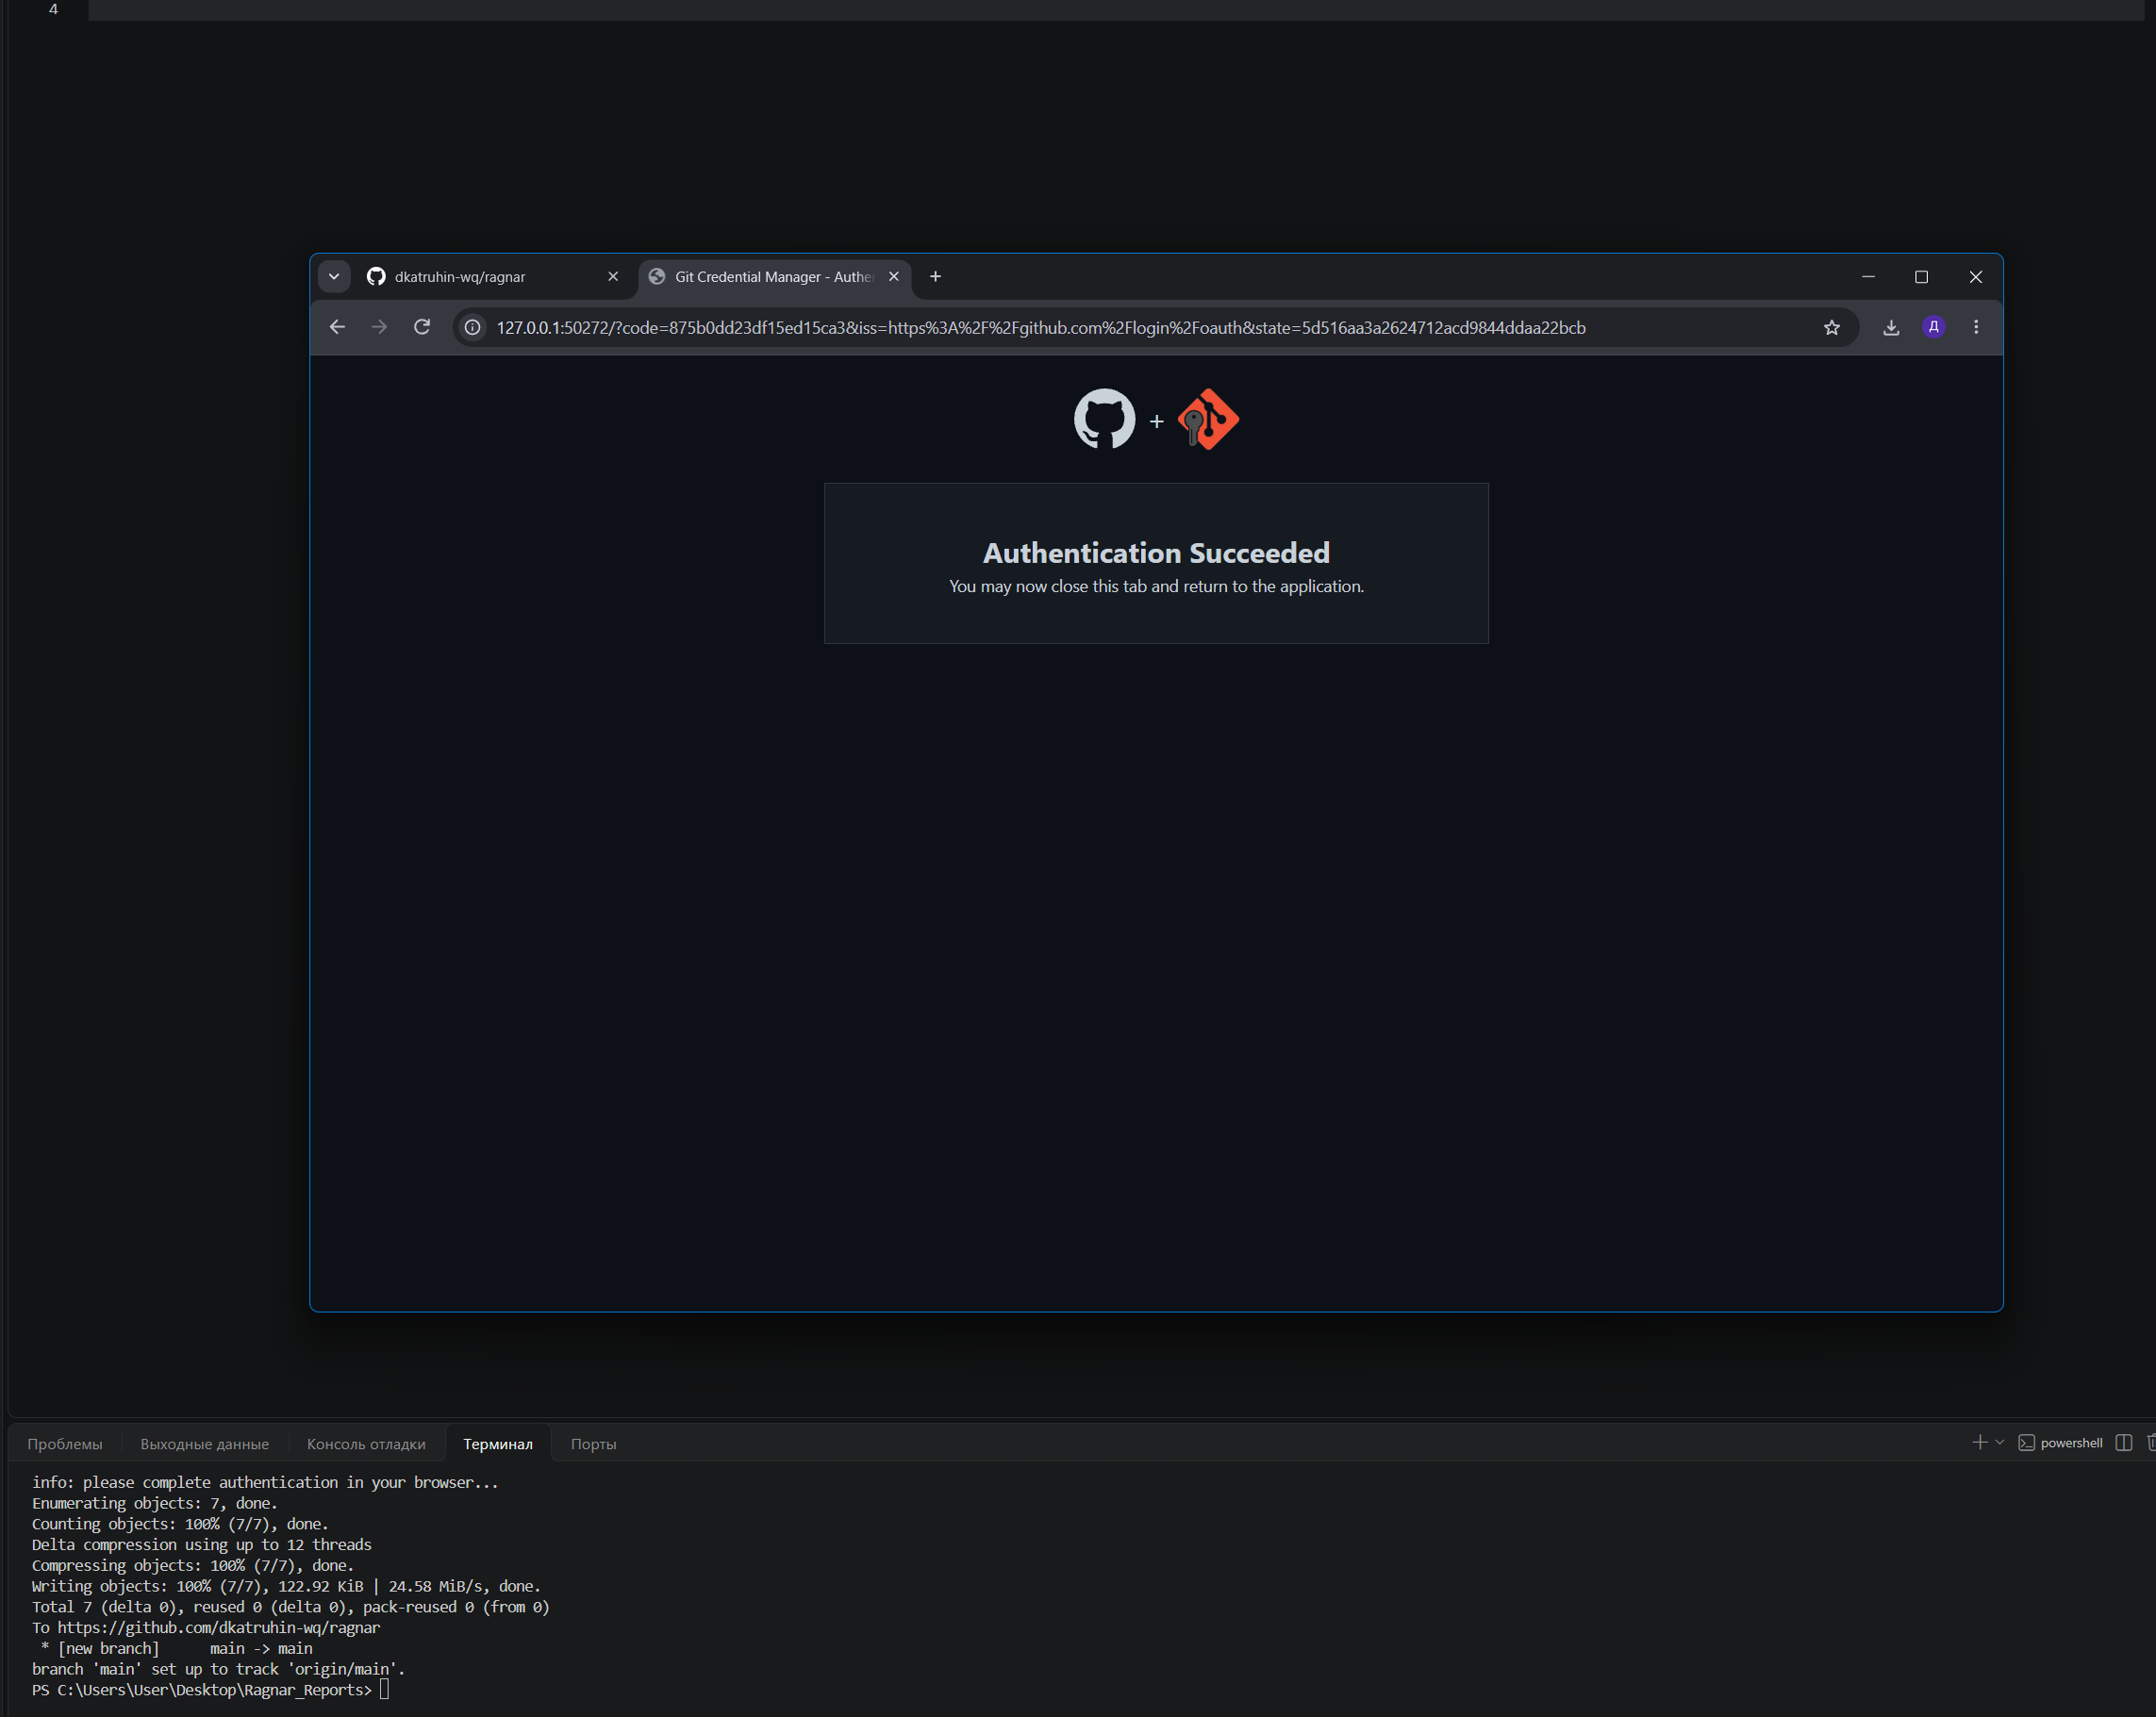 4
dkatruhin-wq/ragnar
Git Credential Manager - Authe
127.0.0.1:50272/?code=875b0dd23df15ed15ca3&iss=https%3A%2F%2Fgithub.com%2Flogin%2Foauth&state=5d516aa3a2624712acd9844ddaa22bcb
Д
+
Authentication Succeeded
You may now close this tab and return to the application.
Проблемы Выходные данные Консоль отладки Терминал Порты
powershell
info: please complete authentication in your browser...
Enumerating objects: 7, done.
Counting objects: 100% (7/7), done.
Delta compression using up to 12 threads
Compressing objects: 100% (7/7), done.
Writing objects: 100% (7/7), 122.92 KiB | 24.58 MiB/s, done.
Total 7 (delta 0), reused 0 (delta 0), pack-reused 0 (from 0)
To https://github.com/dkatruhin-wq/ragnar
 * [new branch]      main -> main
branch 'main' set up to track 'origin/main'.
PS C:\Users\User\Desktop\Ragnar_Reports>